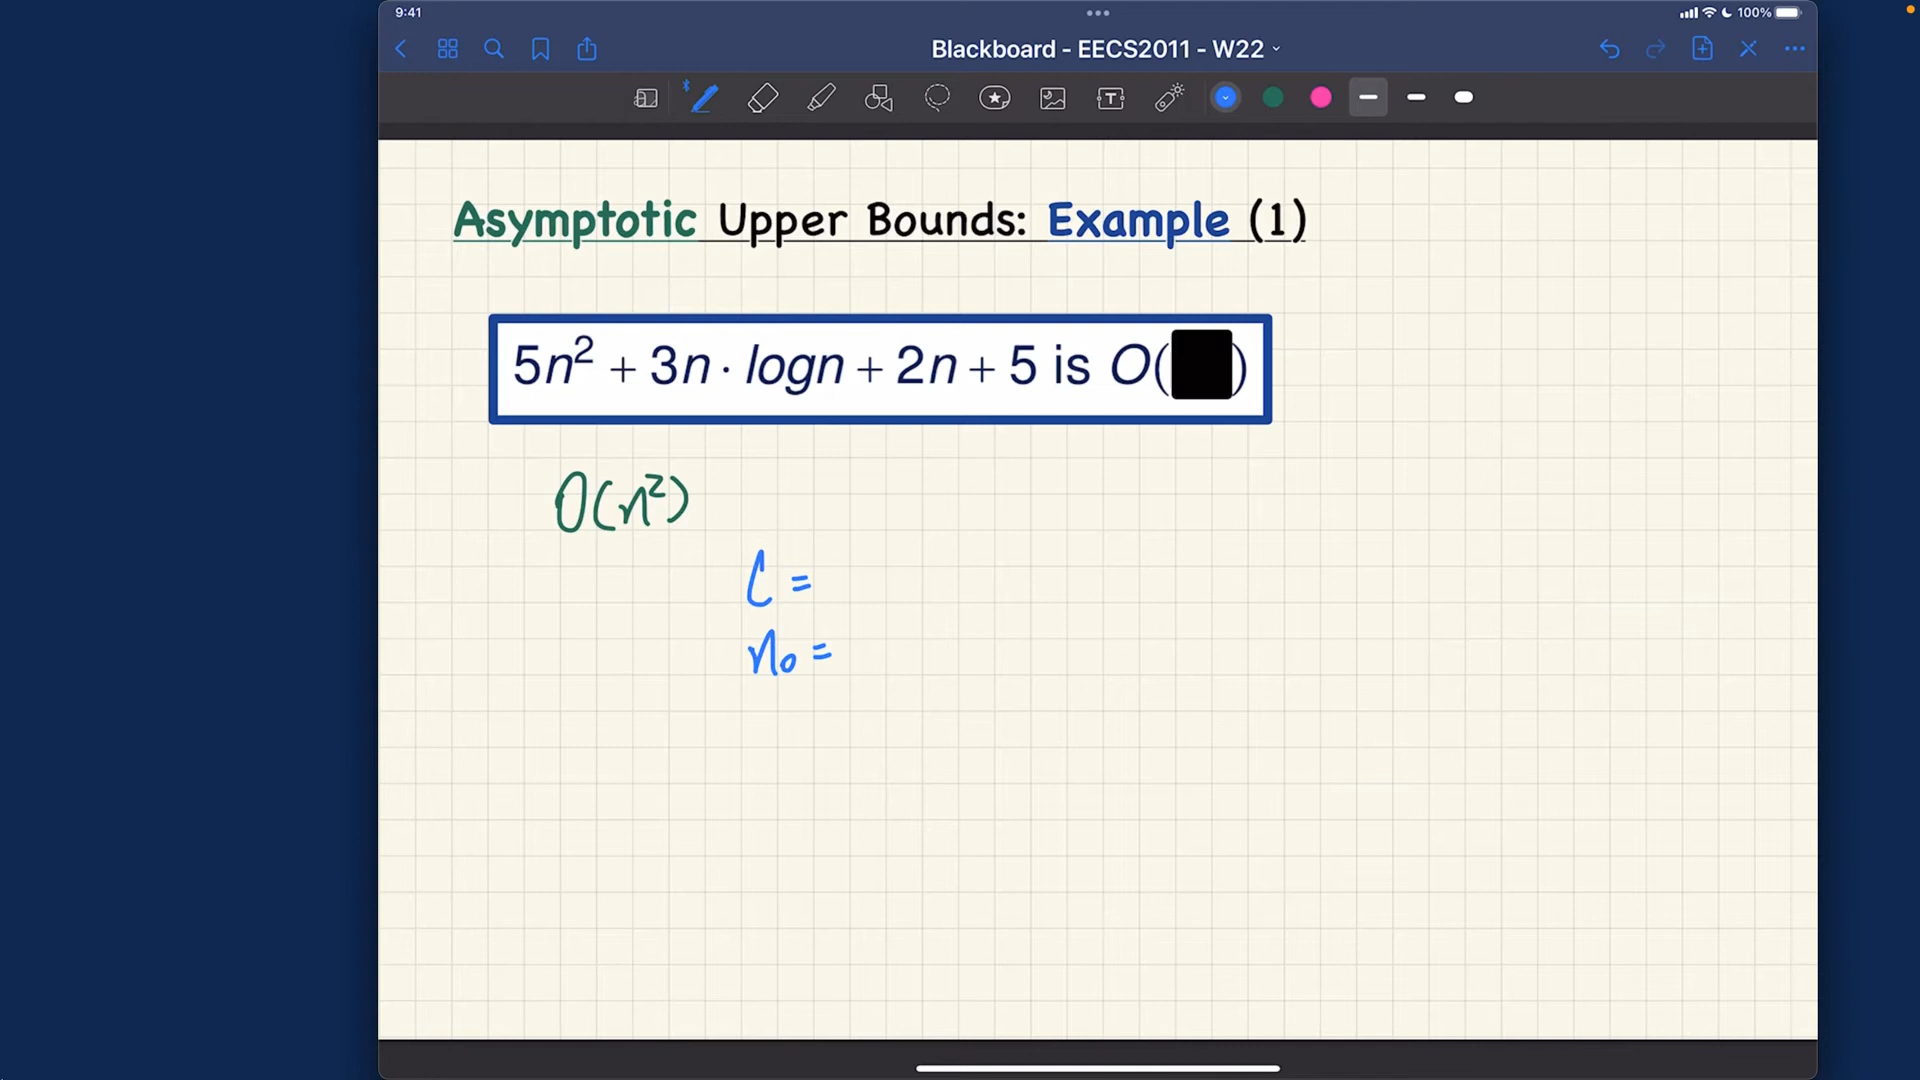 9:41
100%
Blackboard - EECS2011 - W22
Asymptotic Upper Bounds: Example (1)
5n² + 3n · logn + 2n + 5 is O( )
O(n²)
C =
n₀ =